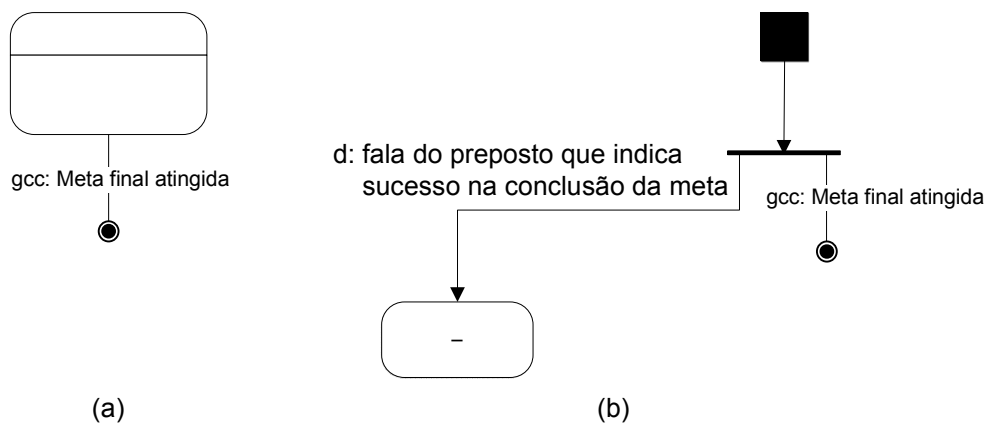 gcc: Meta final atingida
d: fala do preposto que indica
sucesso na conclusão da meta
gcc: Meta final atingida
–
(a)
(b)